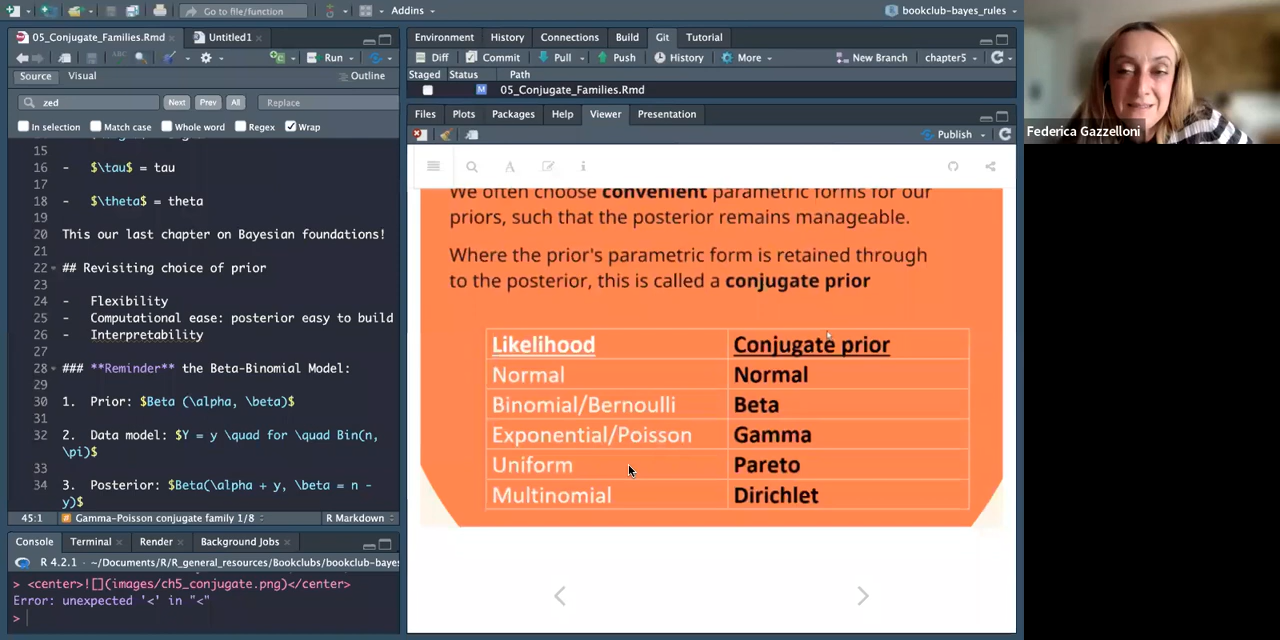 Go to file/function
Addins
bookclub-bayes_rules
05_Conjugate_Families.Rmd
Untitled1
Run
Source
Visual
Outline
zed
Next
Prev
All
Replace
In selection
Match case
Whole word
Regex
Wrap
15
16 - $\tau$ = tau
17
18 - $\theta$ = theta
19
20 This our last chapter on Bayesian foundations!
21
22 ## Revisiting choice of prior
23
24 - Flexibility
25 - Computational ease: posterior easy to build
26 - Interpretability
27
28 ### **Reminder** the Beta-Binomial Model:
29
30 1. Prior: $Beta (\alpha, \beta)$
31
32 2. Data model: $Y = y \quad for \quad Bin(n,
\pi)$
33
34 3. Posterior: $Beta(\alpha + y, \beta = n -
y)$
45:1
Gamma-Poisson conjugate family 1/8
R Markdown
Console
Terminal
Render
Background Jobs
R 4.2.1 · ~/Documents/R/R_general_resources/Bookclubs/bookclub-bayes
> <center>![](images/ch5_conjugate.png)</center>
Error: unexpected '<' in "<"
>
Environment
History
Connections
Build
Git
Tutorial
Diff
Commit
Pull
Push
History
More
New Branch
chapter5
Staged
Status
Path
M
05_Conjugate_Families.Rmd
Files
Plots
Packages
Help
Viewer
Presentation
Publish
We often choose convenient parametric forms for our
priors, such that the posterior remains manageable.
Where the prior's parametric form is retained through
to the posterior, this is called a conjugate prior
Likelihood Conjugate prior
Normal Normal
Binomial/Bernoulli Beta
Exponential/Poisson Gamma
Uniform Pareto
Multinomial Dirichlet
Federica Gazzelloni